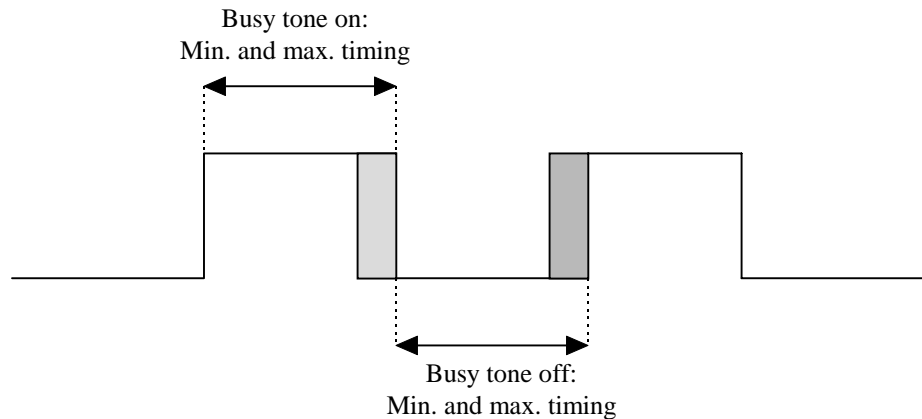 Busy tone on:
Min. and max. timing
Busy tone off:
Min. and max. timing